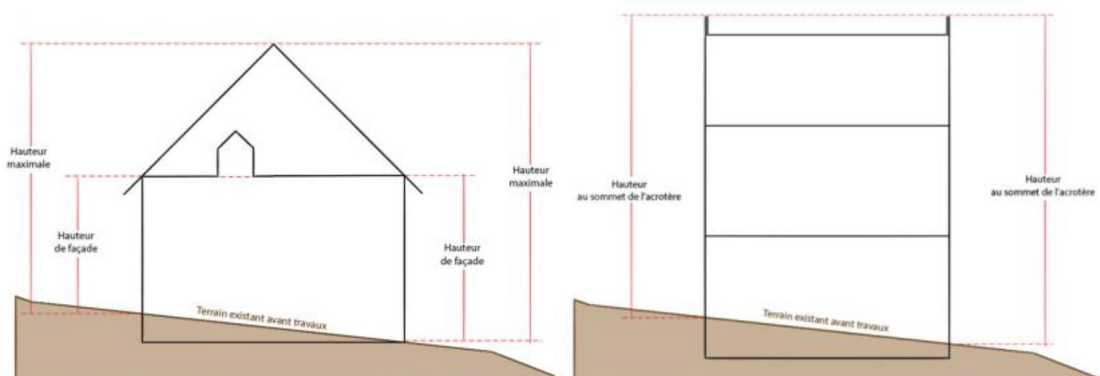 Hauteur
maximale
Hauteur
de façade
Terrain existant avant travaux
Hauteur
de façade
Hauteur
maximale
Hauteur
au sommet de l'acrotère
Terrain existant avant travaux
Hauteur
au sommet de l'acrotère